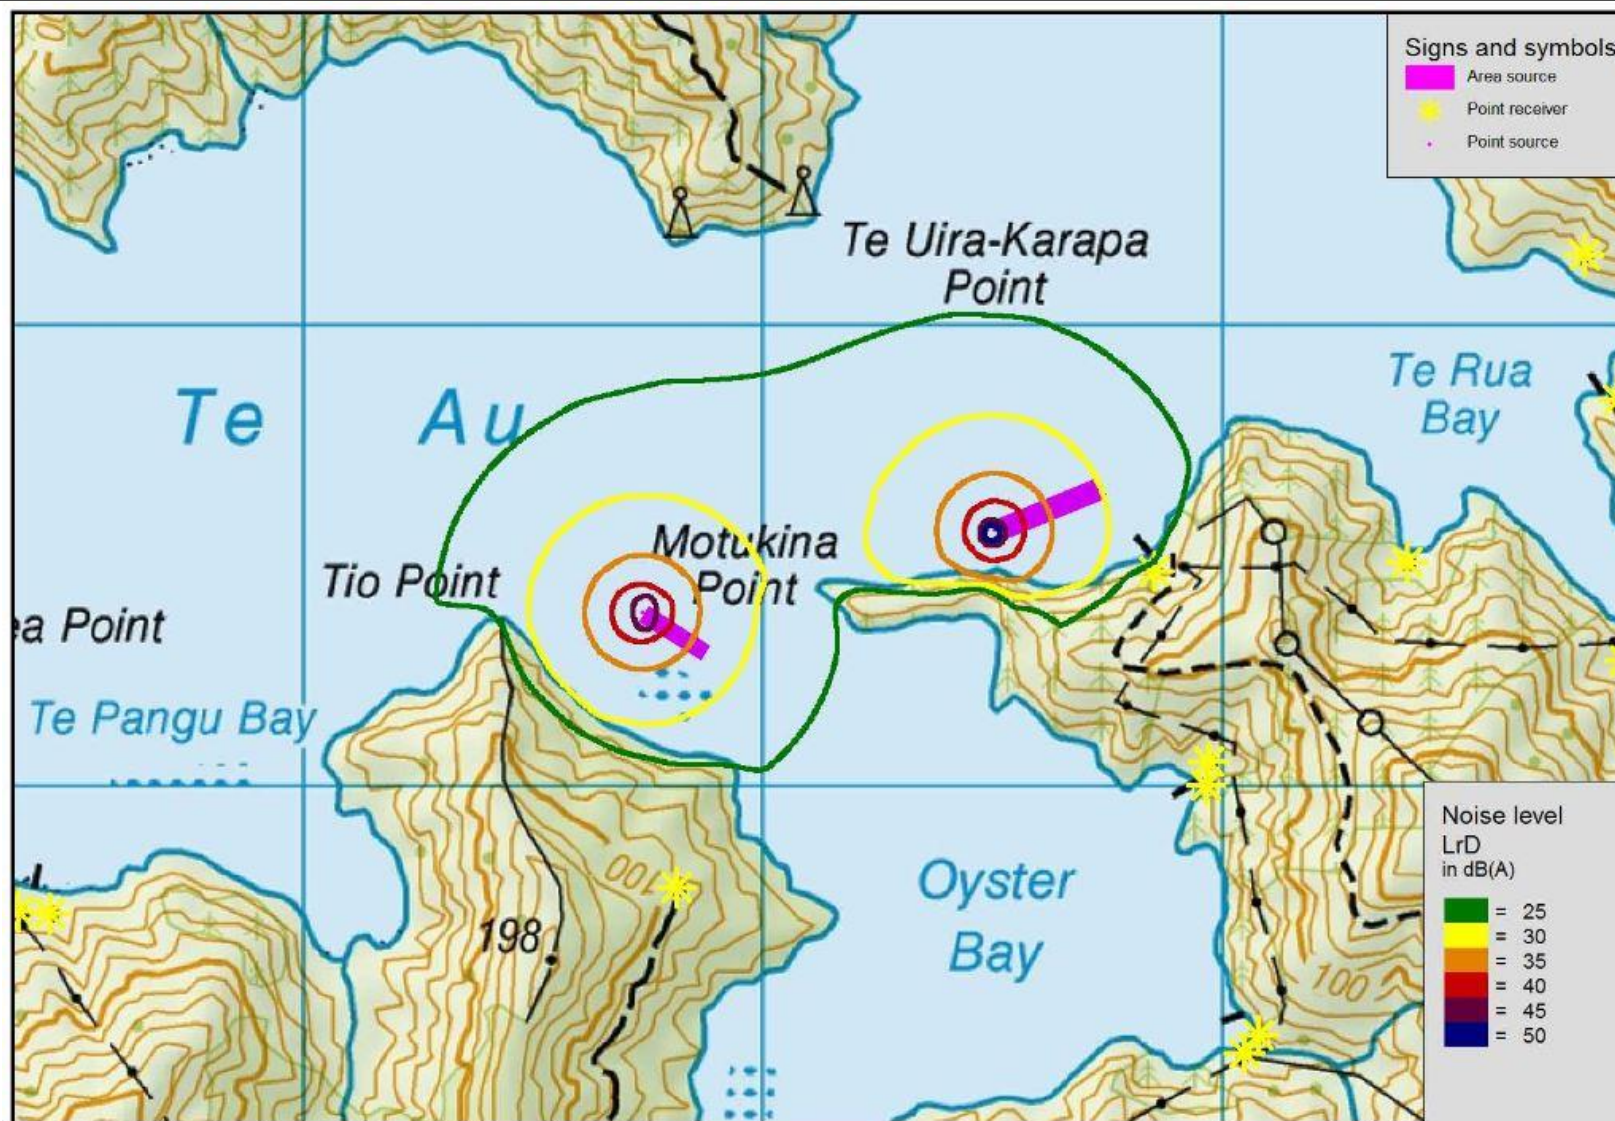 Signs and symbols
Area source
Point receiver
Point source
Te Uira-Karapa
Point
Te Rua
Bay
Te Au
Motukina
Point
Tio Point
ea Point
Te Pangu Bay
Oyster
Bay
100
198
100
Noise level
LrD
in dB(A)
= 25
= 30
= 35
= 40
= 45
= 50